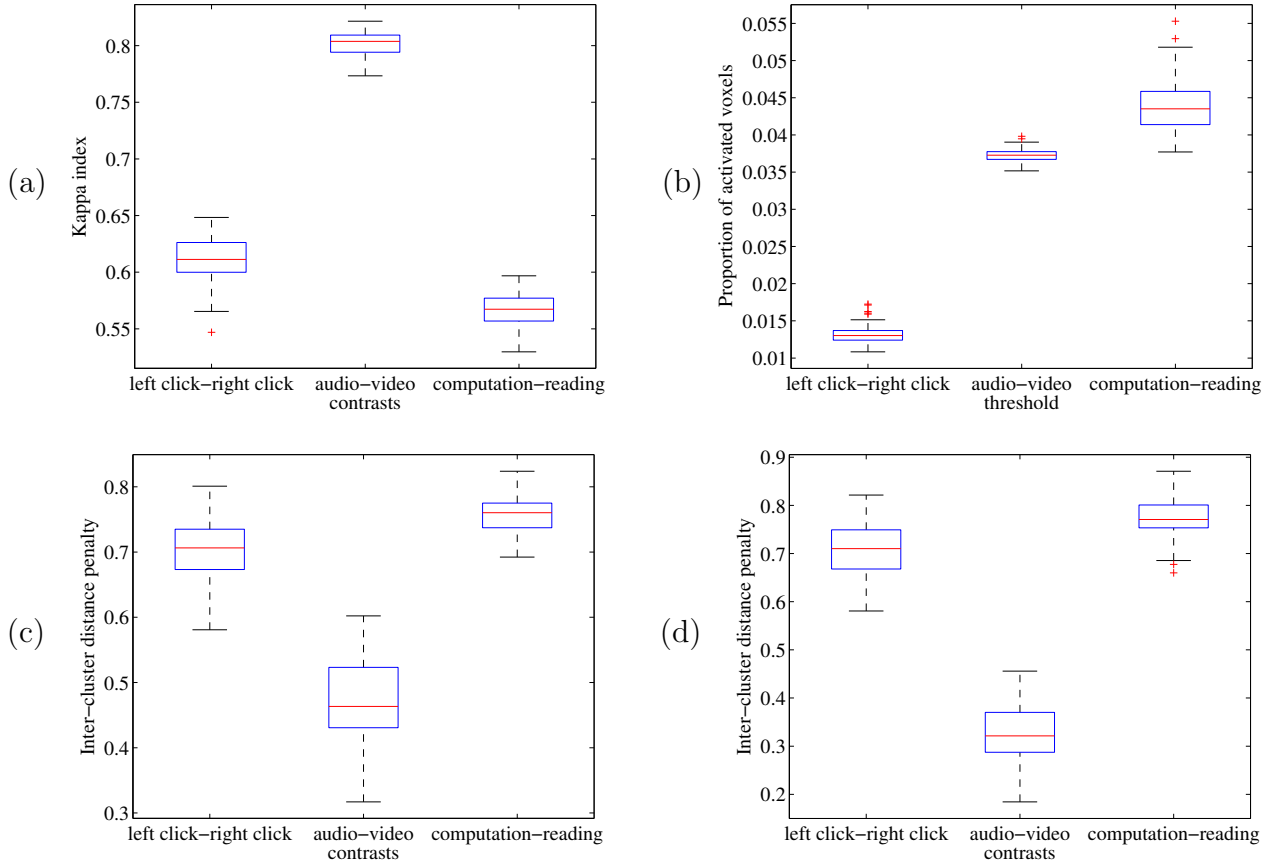 (a)
Kappa index
0.8
0.75
0.7
0.65
0.6
0.55
left click−right click audio−video computation−reading
contrasts
(b)
Proportion of activated voxels
0.055
0.05
0.045
0.04
0.035
0.03
0.025
0.02
0.015
0.01
left click−right click audio−video computation−reading
threshold
(c)
Inter−cluster distance penalty
0.8
0.7
0.6
0.5
0.4
0.3
left click−right click audio−video computation−reading
contrasts
(d)
Inter−cluster distance penalty
0.9
0.8
0.7
0.6
0.5
0.4
0.3
0.2
left click−right click audio−video computation−reading
contrasts